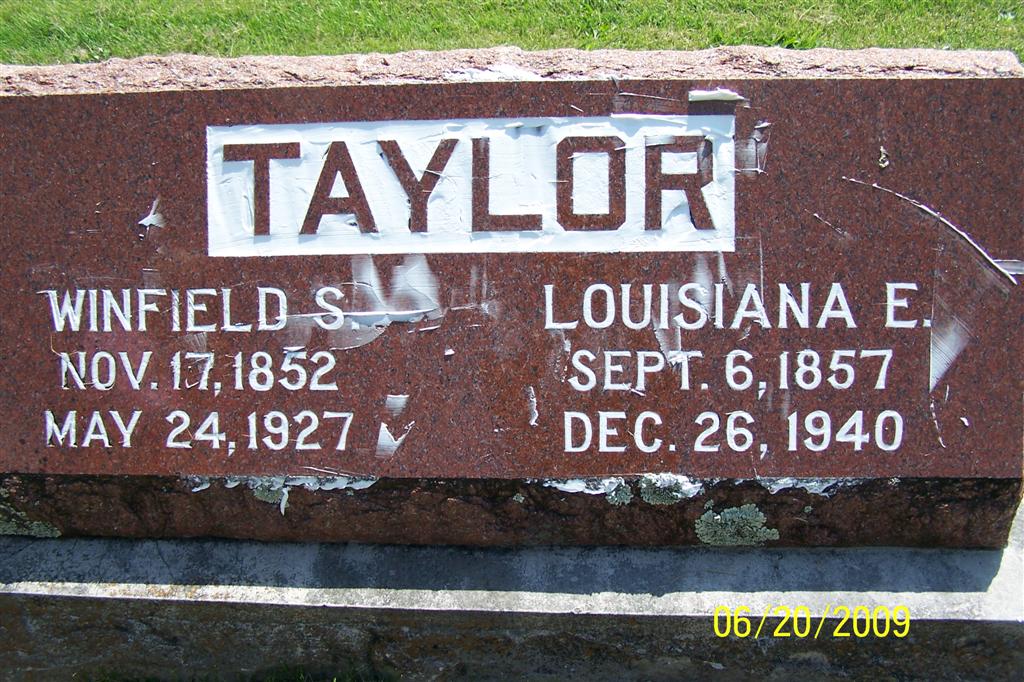 TAYLOR
WINFIELD S.
NOV. 17, 1852
MAY 24, 1927
LOUISIANA E.
SEPT. 6, 1857
DEC. 26, 1940
06/20/2009